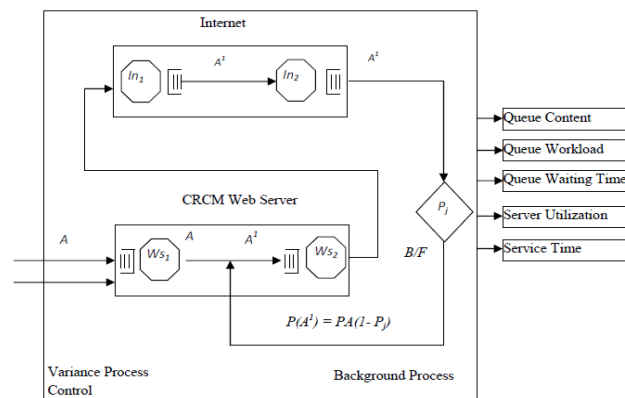 Internet
In1
A1
In2
A1
Queue Content
Queue Workload
Queue Waiting Time
Server Utilization
Service Time
Pj
CRCM Web Server
A
Ws1
A
A1
Ws2
B/F
P(A1) = PA(1- Pj)
Variance Process
Control
Background Process